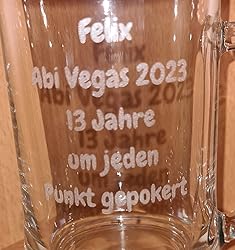 Felix
Abi Vegas 2023
13 Jahre
um jeden
Punkt gepokert